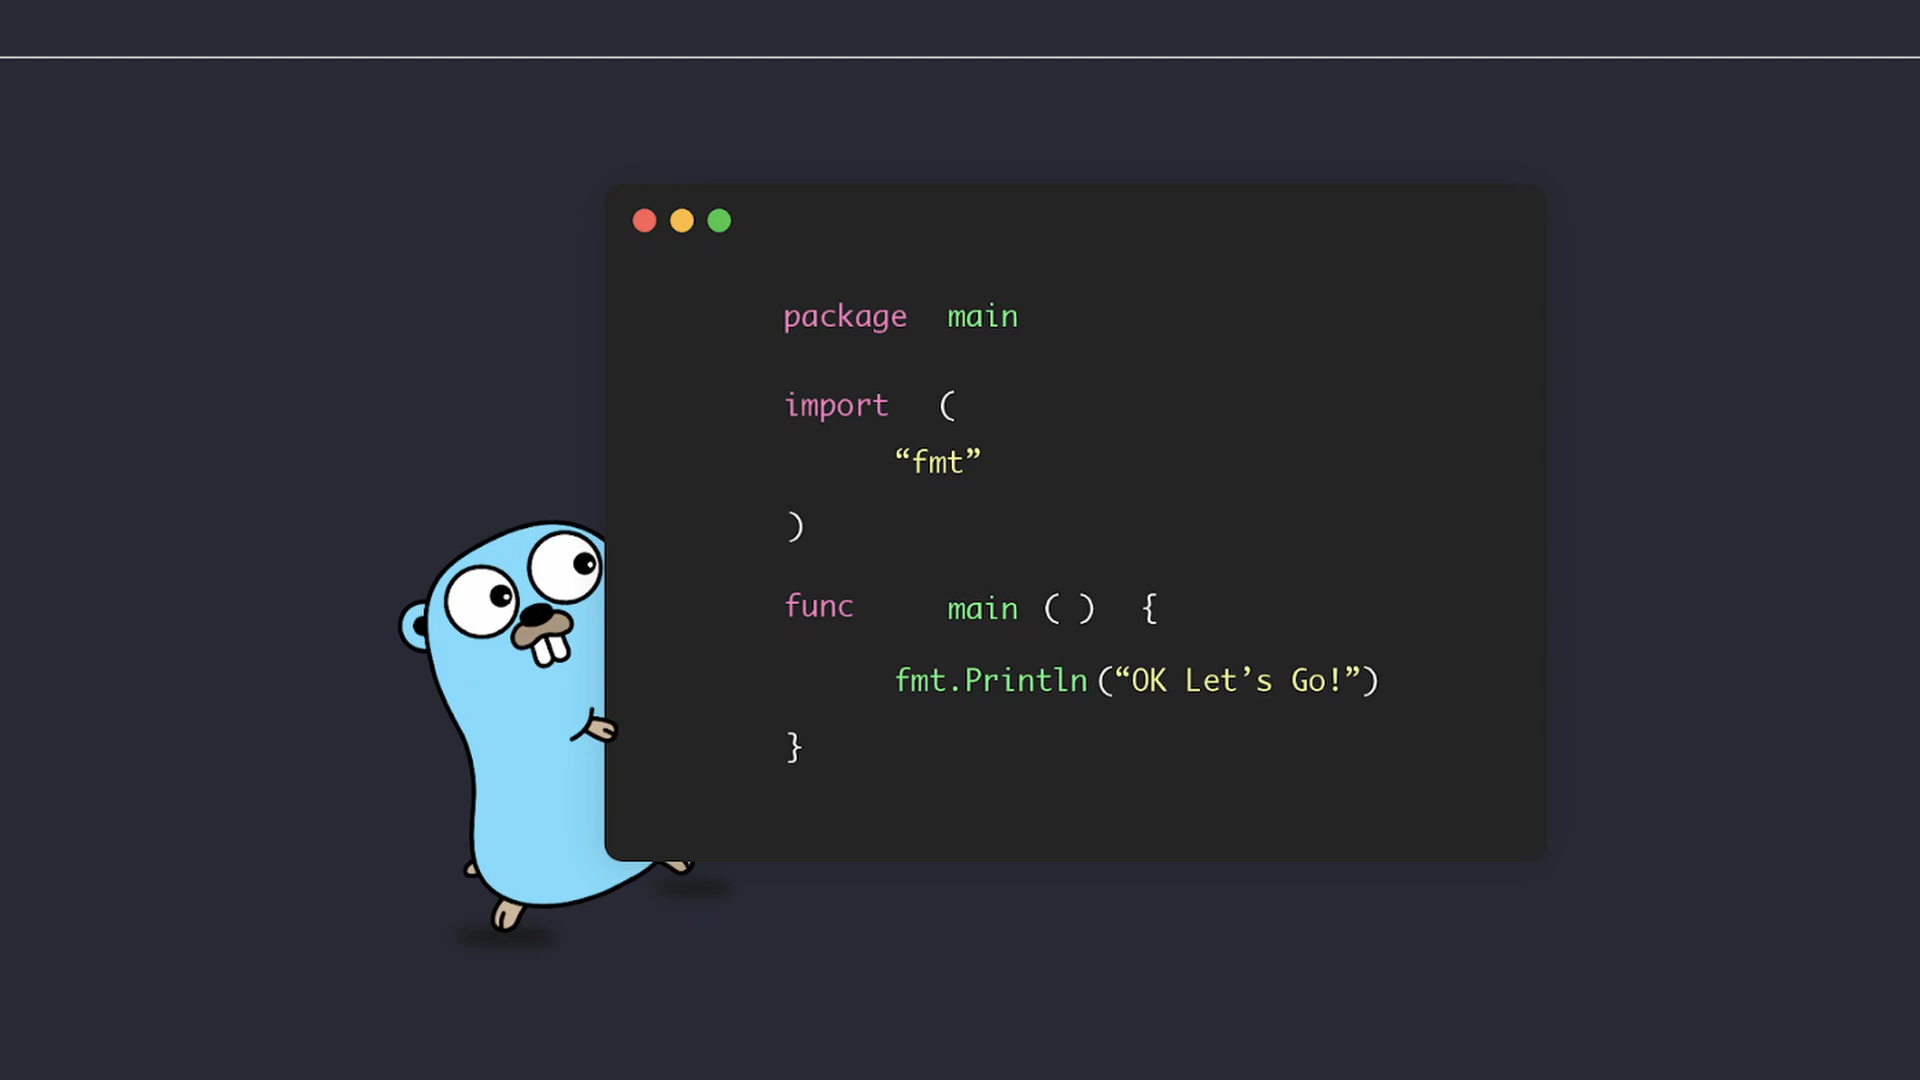 package main
import (
“fmt”
)
func main ( ) {
fmt.Println(“OK Let’s Go!”)
}